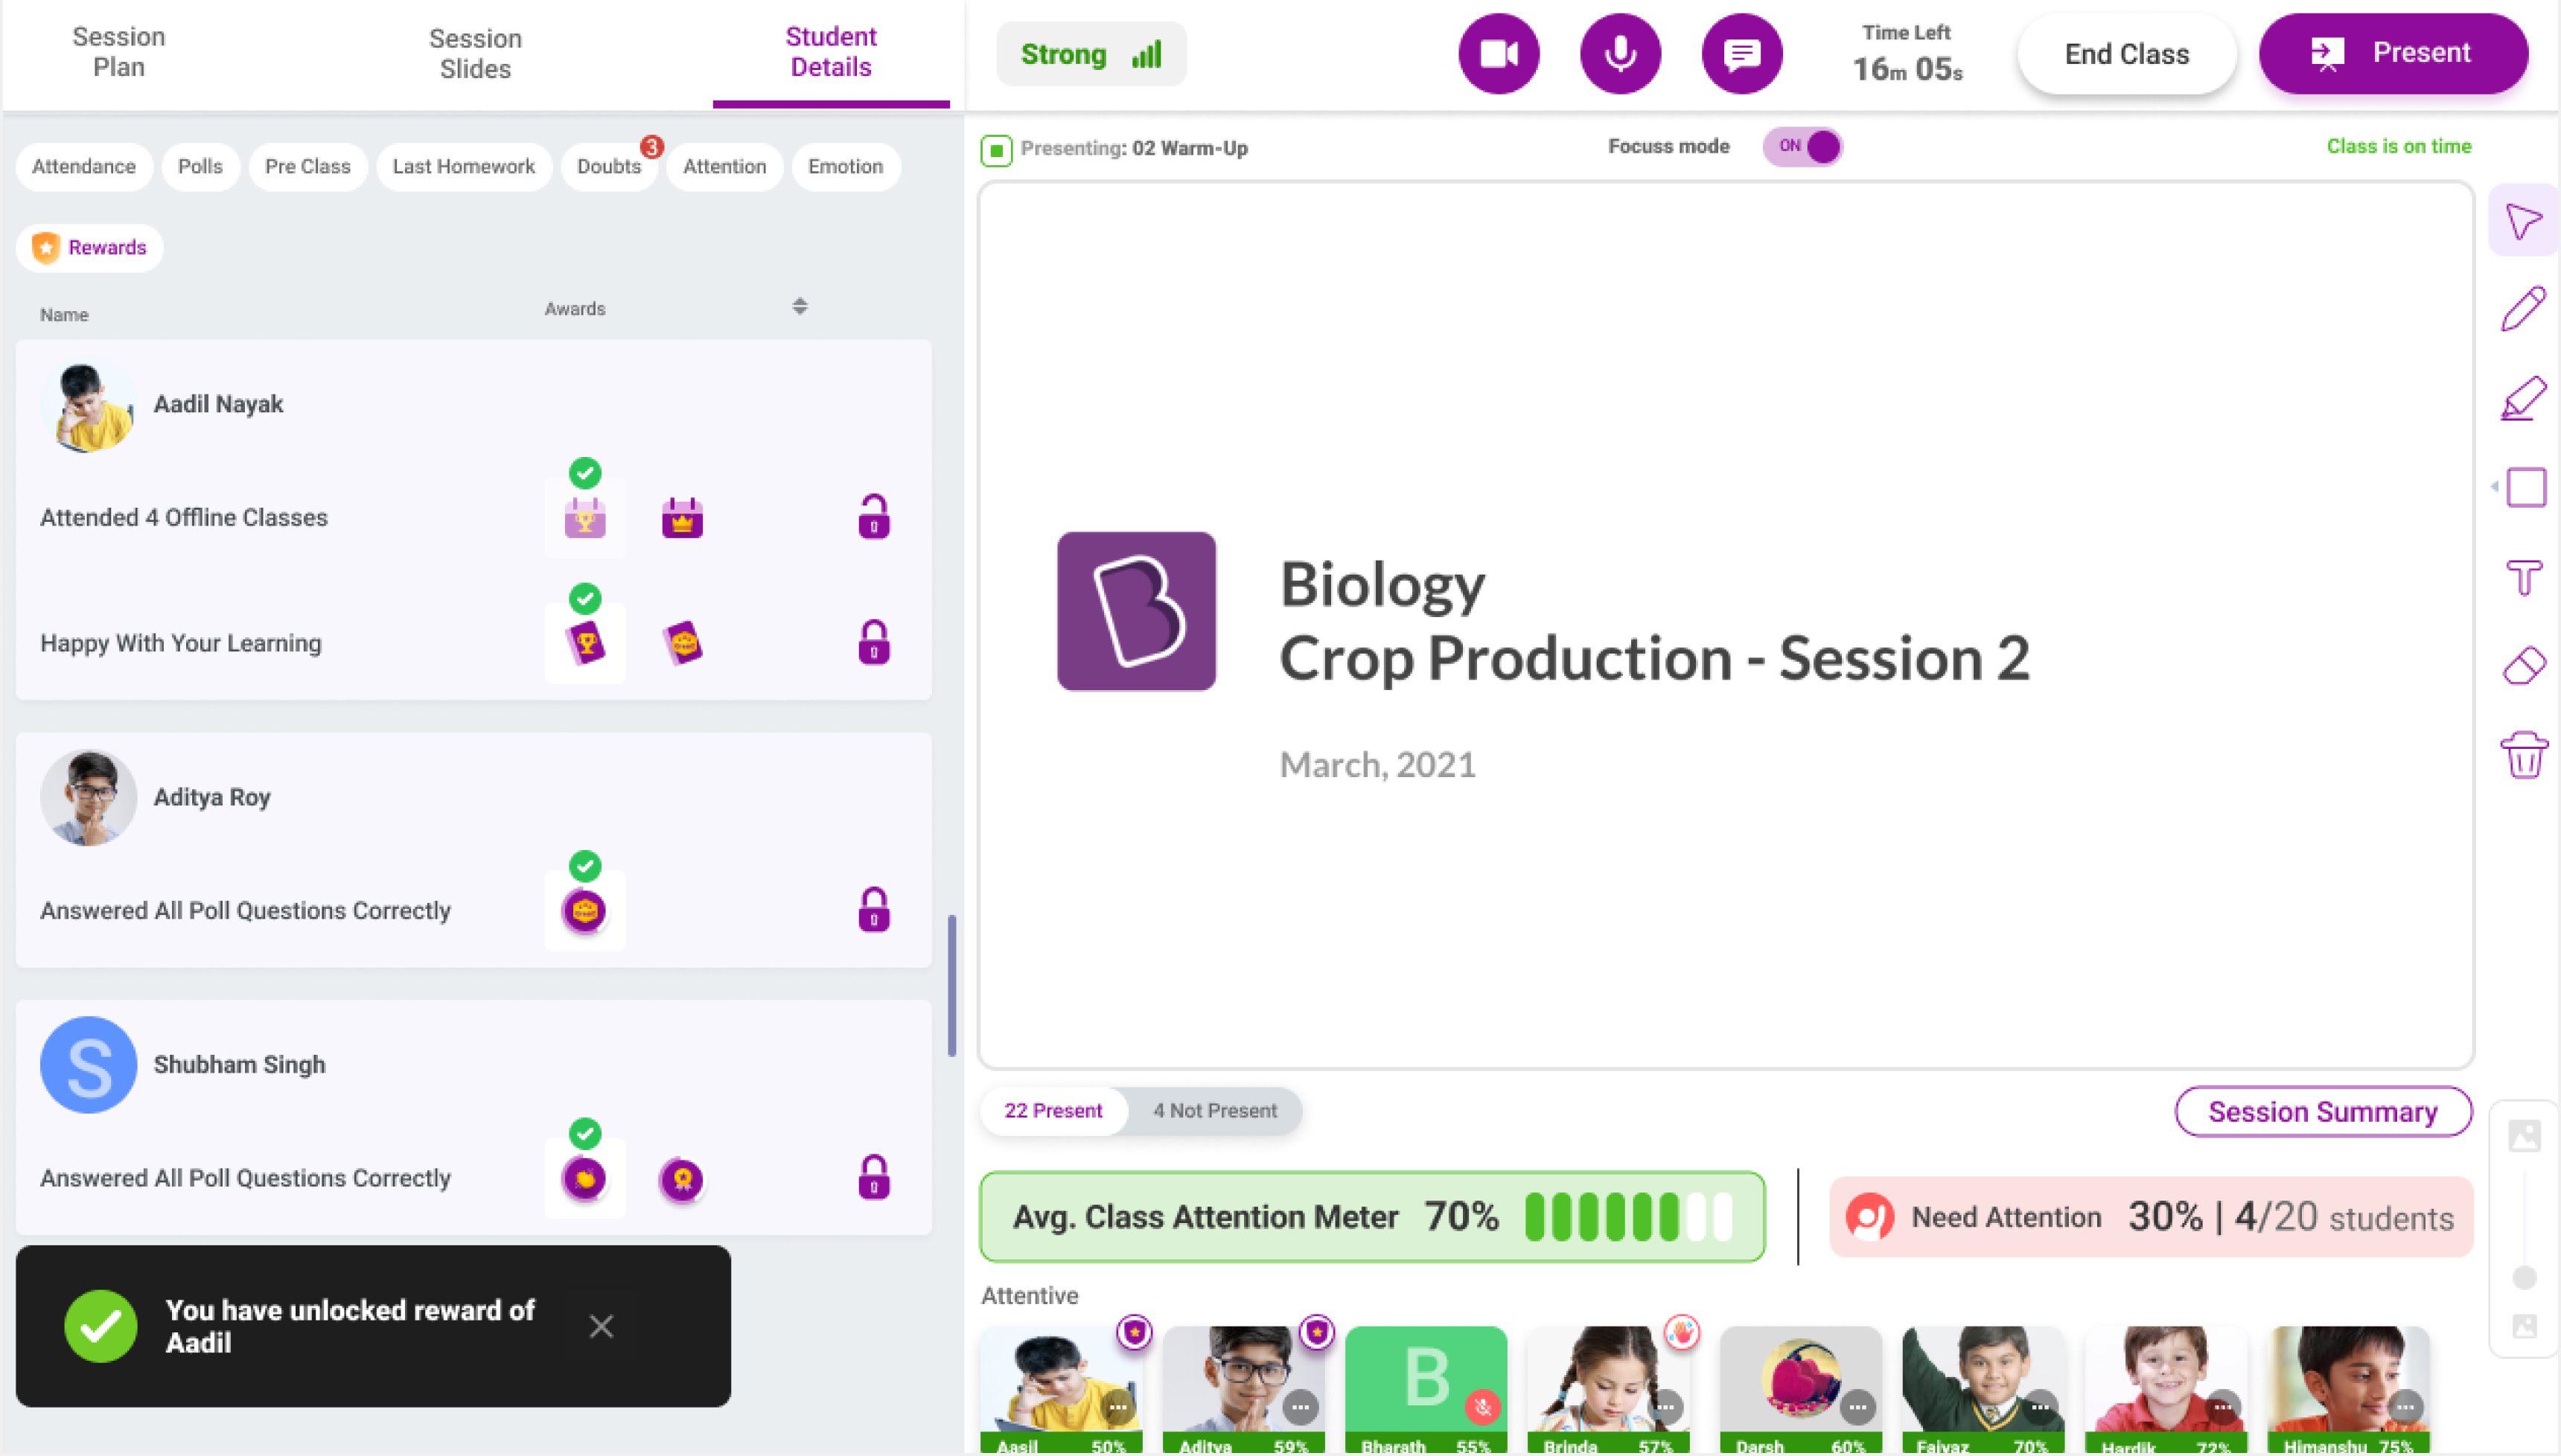 Session
Plan
Session
Slides
Student
Details
Strong
Time Left
16m 05s
End Class
Present
Attendance
Polls
Pre Class
Last Homework
Doubts
3
Attention
Emotion
Rewards
Name
Awards
Aadil Nayak
Attended 4 Offline Classes
Happy With Your Learning
Aditya Roy
Answered All Poll Questions Correctly
S
Shubham Singh
Answered All Poll Questions Correctly
You have unlocked reward of
Aadil
Presenting: 02 Warm-Up
Focuss mode
ON
Class is on time
B
Biology
Crop Production - Session 2
March, 2021
T
22 Present
4 Not Present
Session Summary
Avg. Class Attention Meter 70%
Need Attention 30% | 4/20 students
Attentive
B
Aasil 50%
Aditya 59%
Bharath 55%
Brinda 57%
Darsh 60%
Faiyaz 70%
Hardik 72%
Himanshu 75%